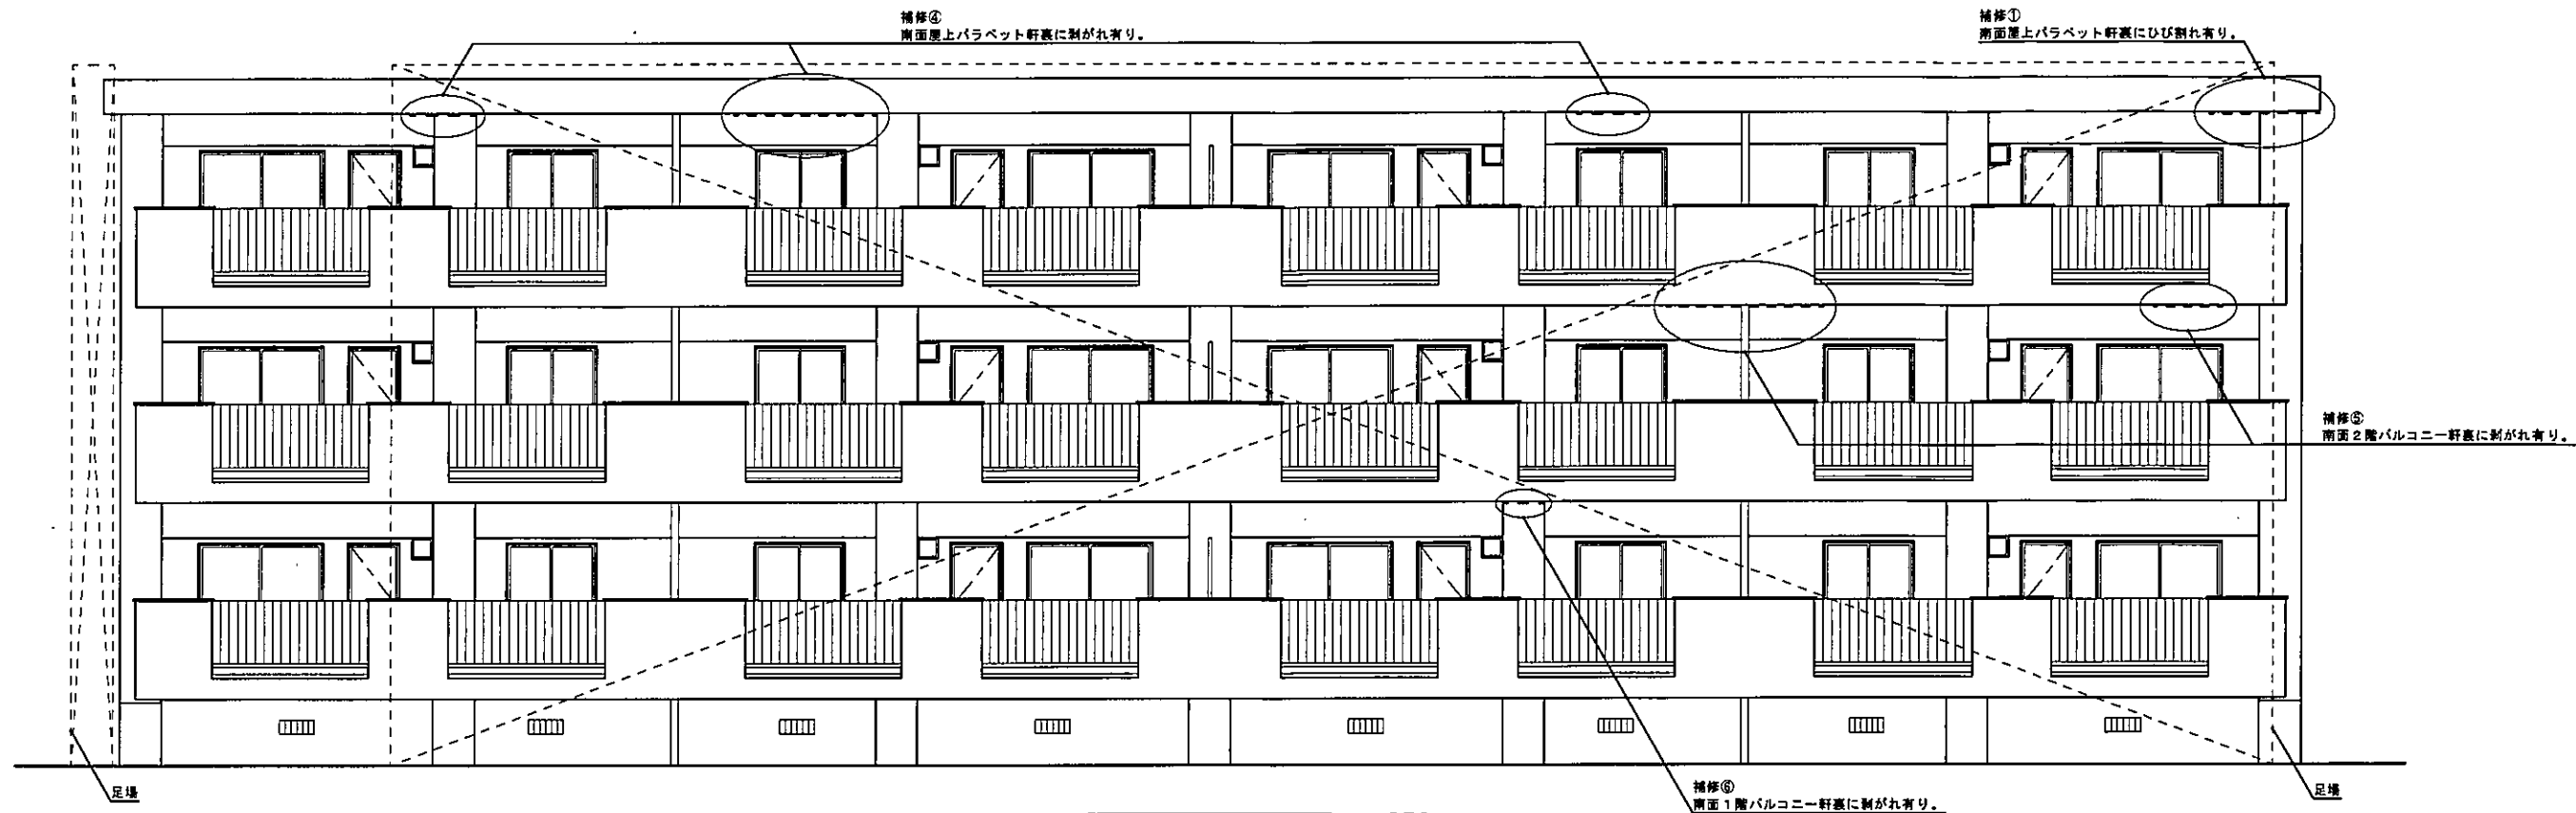 補修④
南面屋上パラペット軒裏に剥がれ有り。
補修①
南面屋上パラペット軒裏にひび割れ有り。
補修⑤
南面２階バルコニー軒裏に剥がれ有り。
補修⑥
南面１階バルコニー軒裏に剥がれ有り。
足場
足場